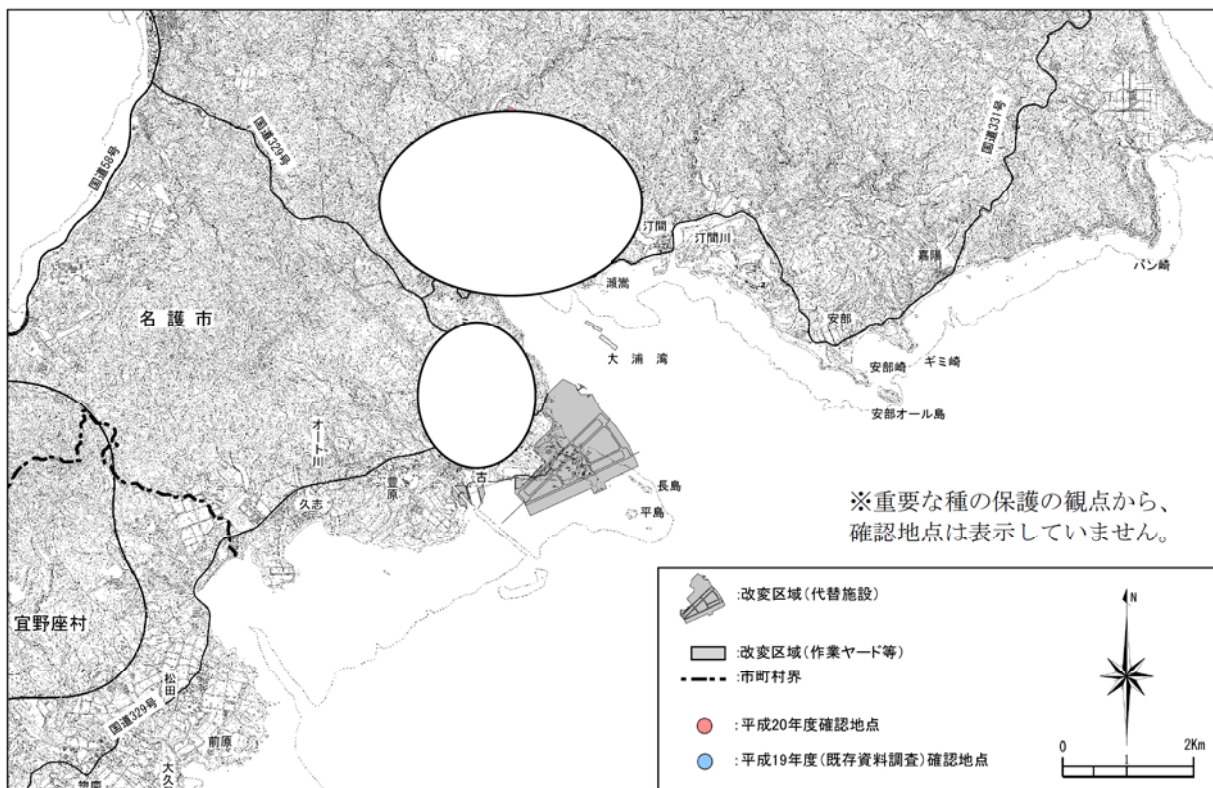 国道58号
国道329号
国道331号
汀間
汀間川
嘉陽
バン崎
瀬嵩
名護市
大浦湾
安部
安部崎
ギミ崎
安部オール島
オート川
豊原
古
久志
長島
平島
※重要な種の保護の観点から、
確認地点は表示していません。
宜野座村
松田
国道329号
前原
大久
惣慶
:改変区域(代替施設)
:改変区域(作業ヤード等)
:市町村界
:平成20年度確認地点
:平成19年度(既存資料調査)確認地点
N
0 1 2Km